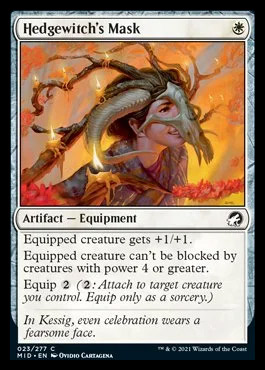 Hedgewitch's Mask
Artifact — Equipment
Equipped creature gets +1/+1.
Equipped creature can't be blocked by
creatures with power 4 or greater.
Equip 2 (2: Attach to target creature
you control. Equip only as a sorcery.)
In Kessig, even celebration wears a
fearsome face.
023/277 C
MID • EN Ovidio Cartagena
™ & © 2021 Wizards of the Coast